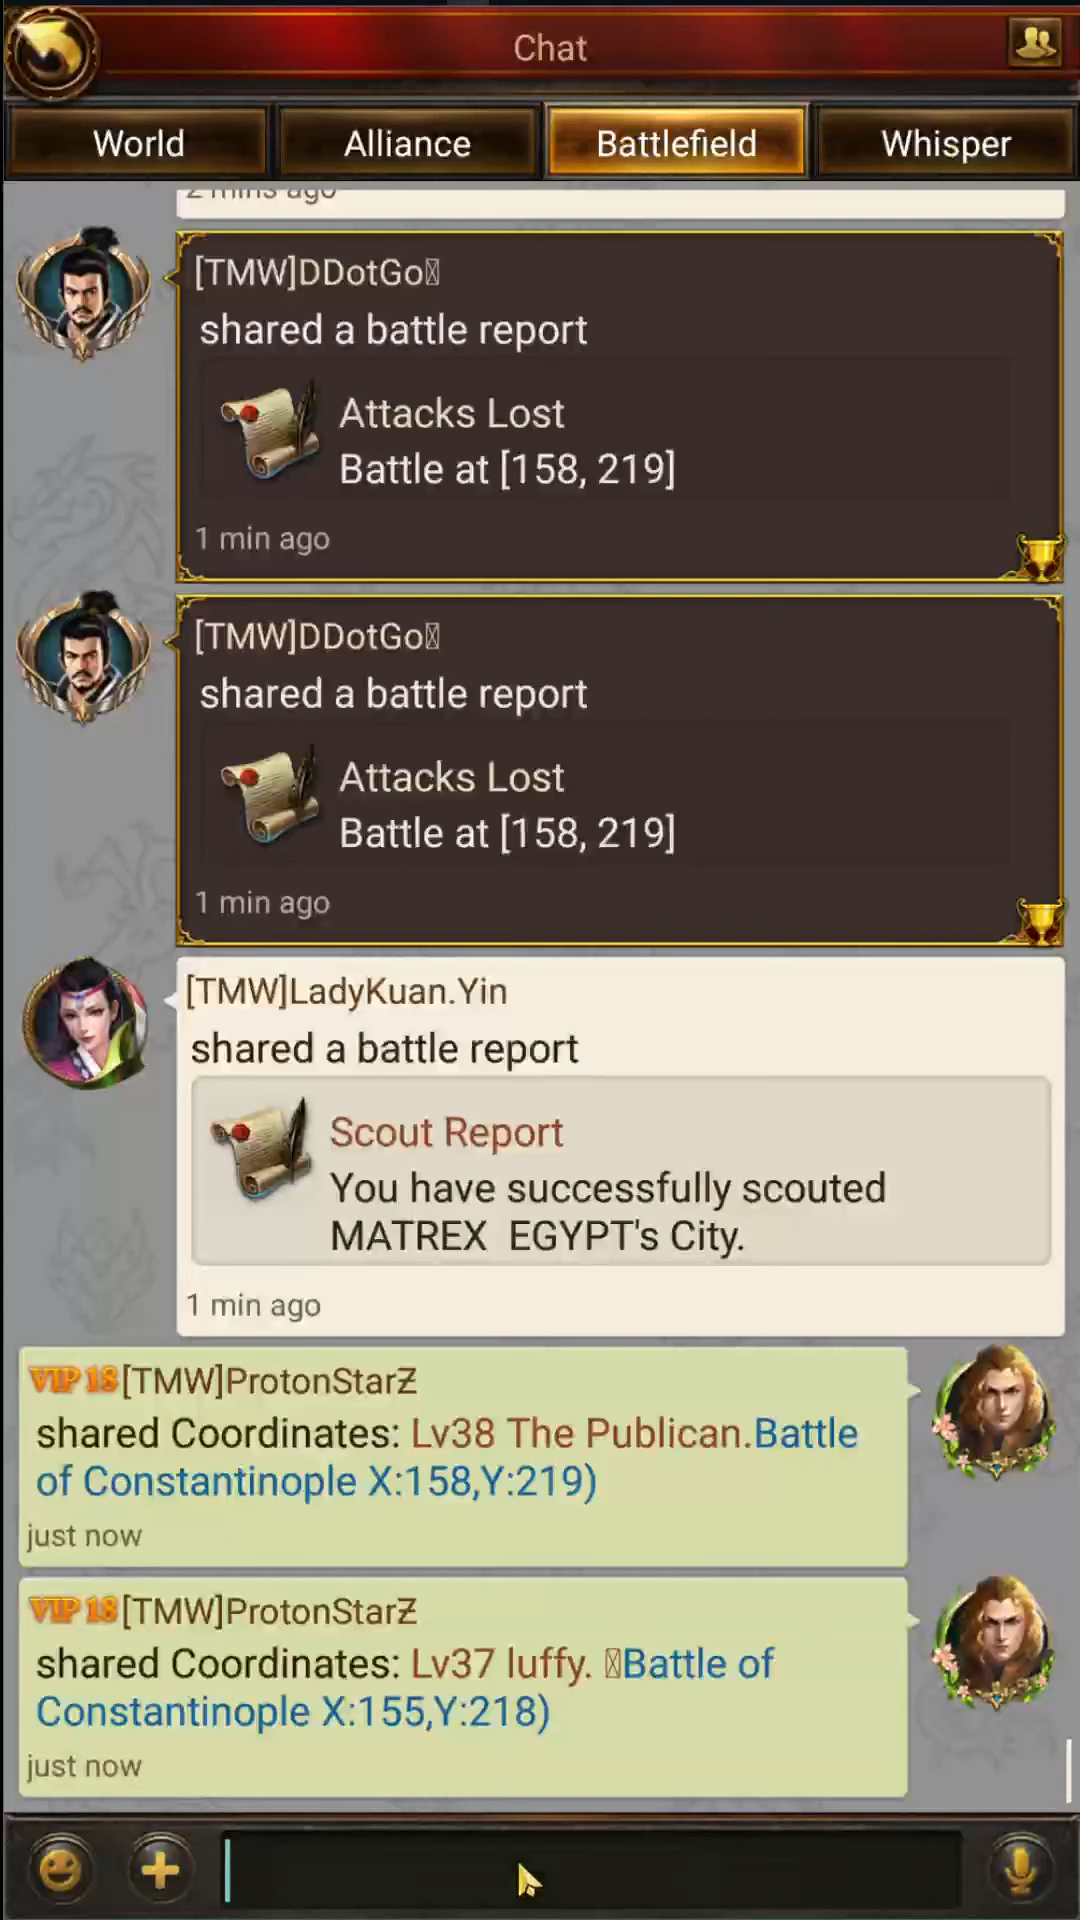 Chat
World
Alliance
Battlefield
Whisper
2 mins ago
[TMW]DDotGo
shared a battle report
Attacks Lost
Battle at [158, 219]
1 min ago
[TMW]DDotGo
shared a battle report
Attacks Lost
Battle at [158, 219]
1 min ago
[TMW]LadyKuan.Yin
shared a battle report
Scout Report
You have successfully scouted
MATREX  EGYPT's City.
1 min ago
VIP 18[TMW]ProtonStarƵ
shared Coordinates: Lv38 The Publican.Battle
of Constantinople X:158,Y:219)
just now
VIP 18[TMW]ProtonStarƵ
shared Coordinates: Lv37 luffy. Battle of
Constantinople X:155,Y:218)
just now